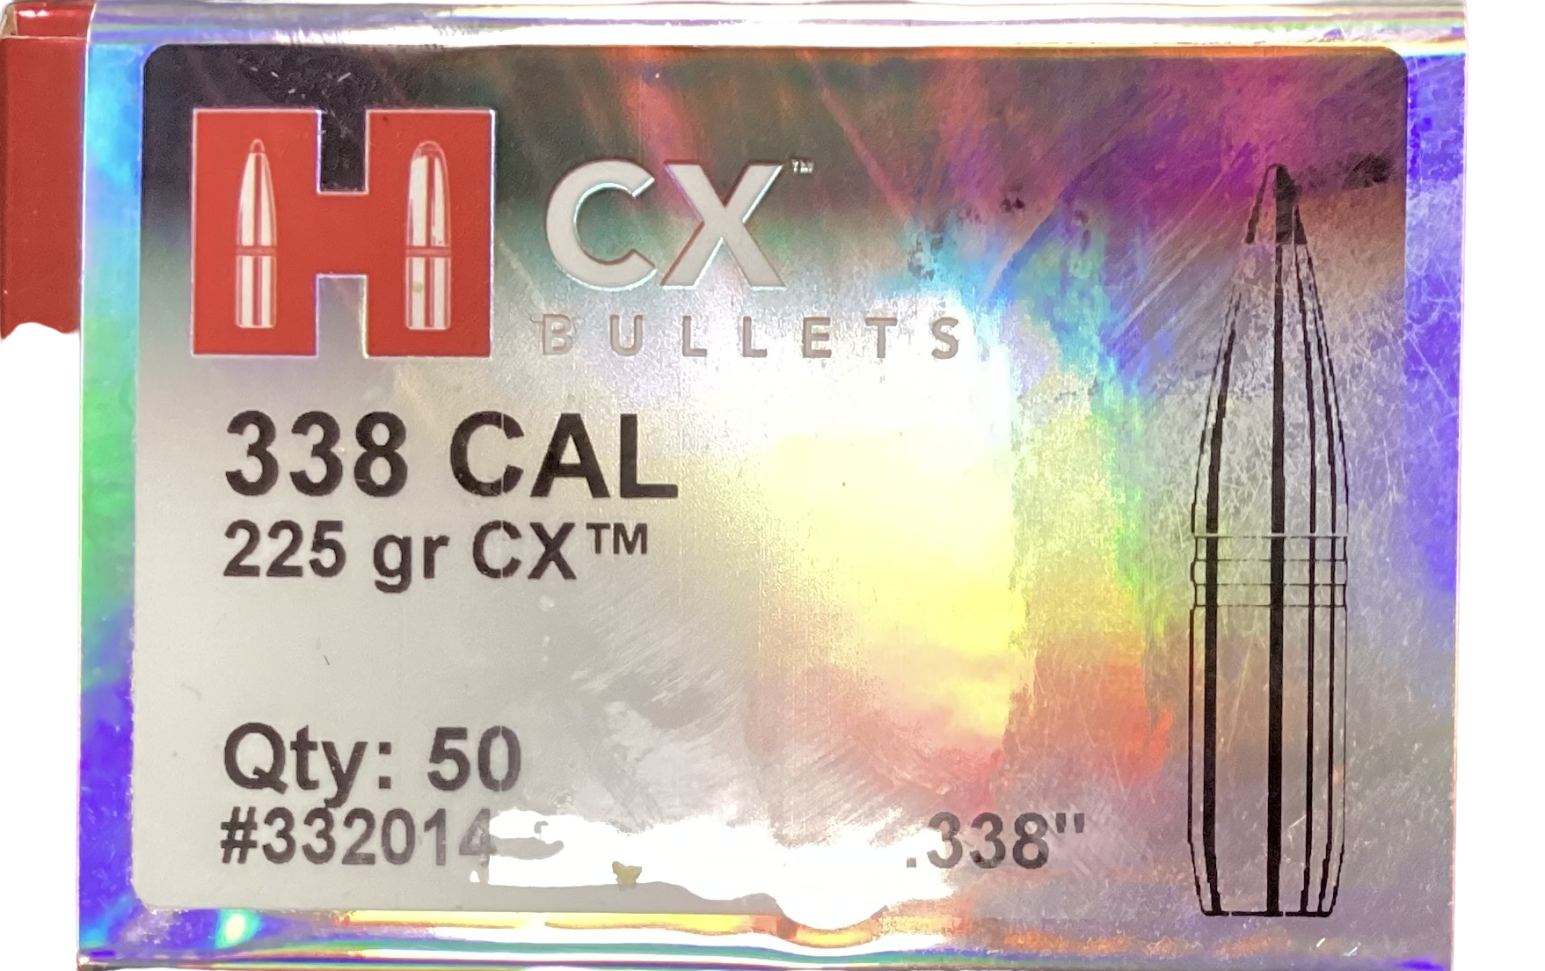 H CX™
BULLETS
338 CAL
225 gr CX™
Qty: 50
#332014 .338"